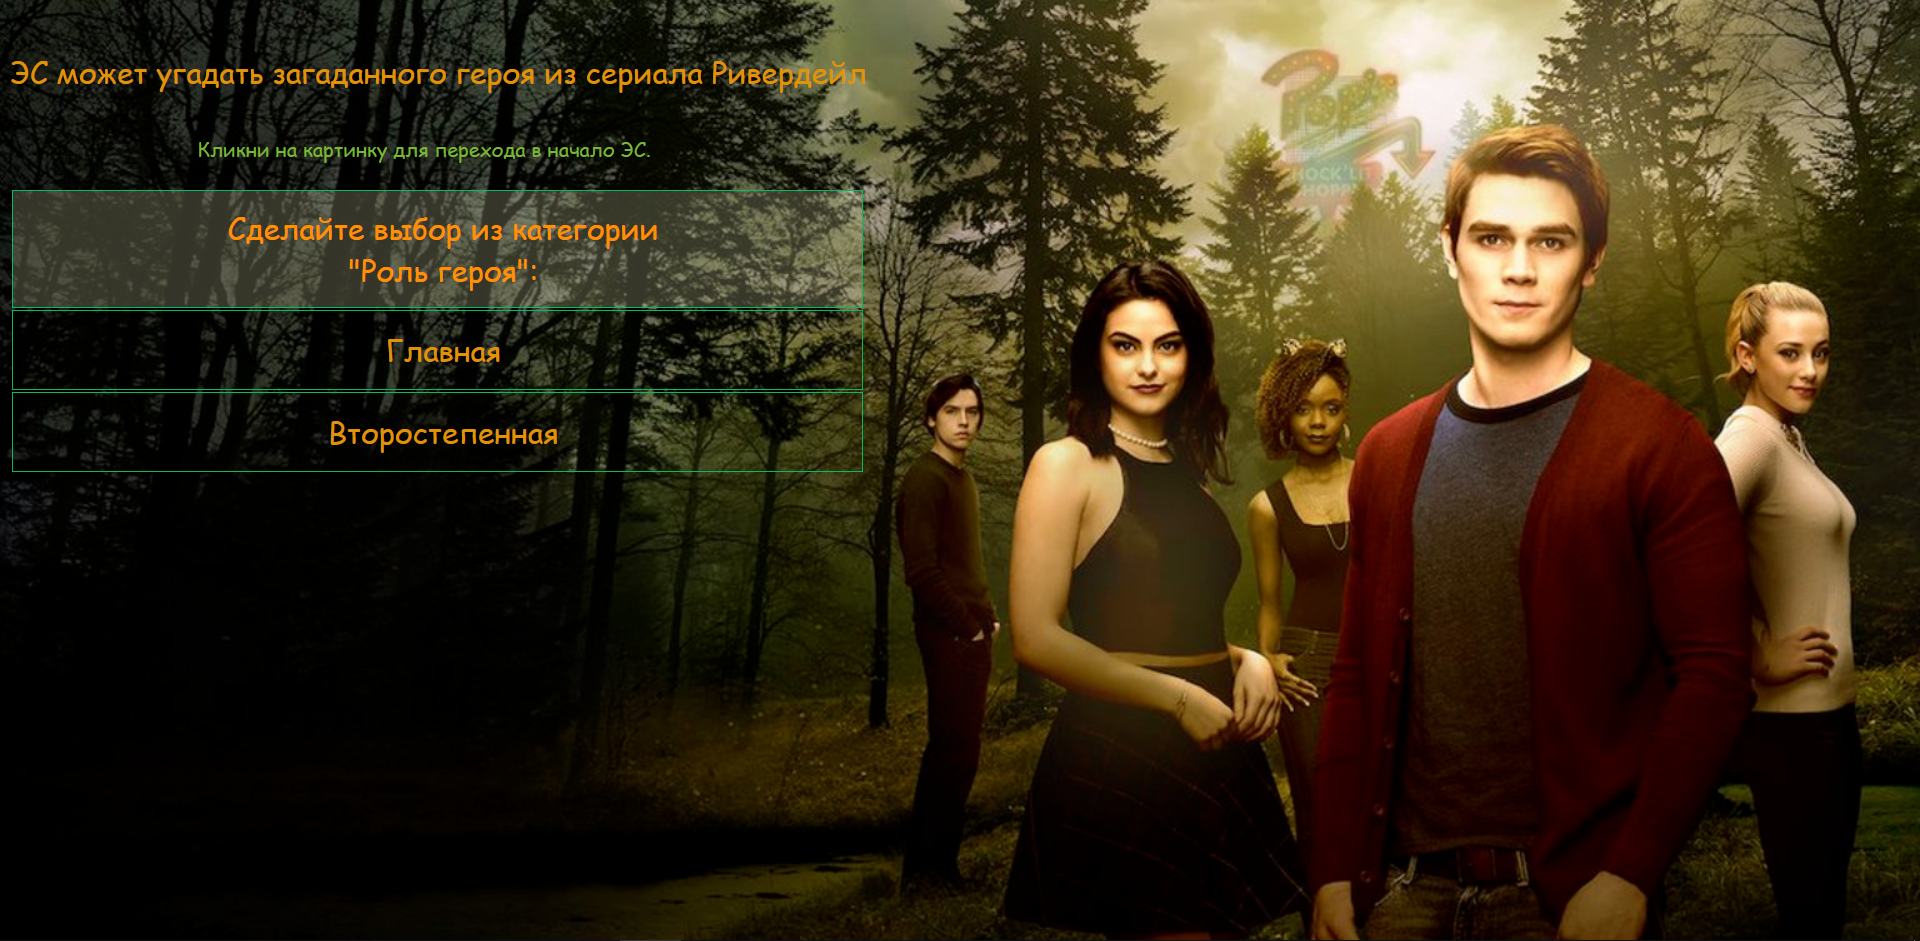 ЭС может угадать загаданного героя из сериала Ривердейл
Кликни на картинку для перехода в начало ЭС.
Сделайте выбор из категории
"Роль героя":
Главная
Второстепенная
Pop's